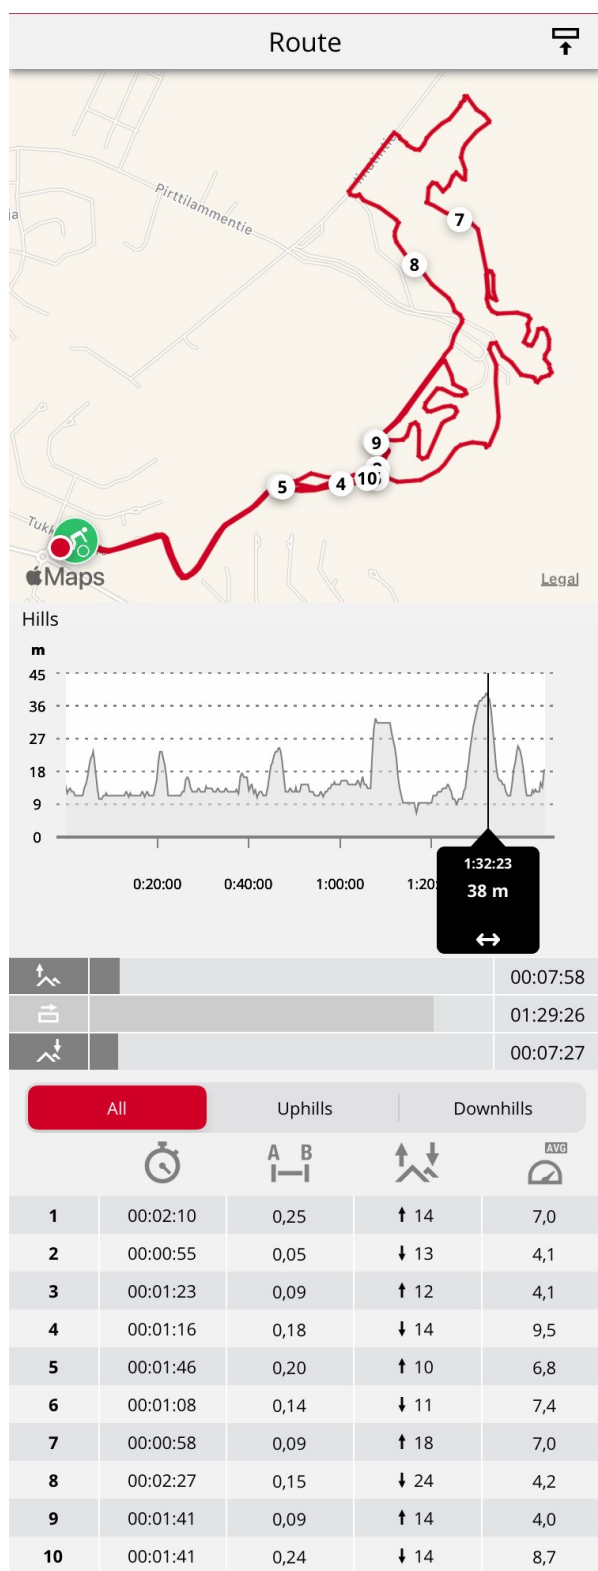 Route
Pirttilammentie
ja
7
8
9
5
4
10
Tukk
Maps
Legal
Hills
m
45
36
27
18
9
0
0:20:00 0:40:00 1:00:00 1:20:
1:32:23
38 m
00:07:58
01:29:26
00:07:27
All Uphills Downhills
A B AVG
1 00:02:10 0,25 ↑ 14 7,0
2 00:00:55 0,05 ↓ 13 4,1
3 00:01:23 0,09 ↑ 12 4,1
4 00:01:16 0,18 ↓ 14 9,5
5 00:01:46 0,20 ↑ 10 6,8
6 00:01:08 0,14 ↓ 11 7,4
7 00:00:58 0,09 ↑ 18 7,0
8 00:02:27 0,15 ↓ 24 4,2
9 00:01:41 0,09 ↑ 14 4,0
10 00:01:41 0,24 ↓ 14 8,7